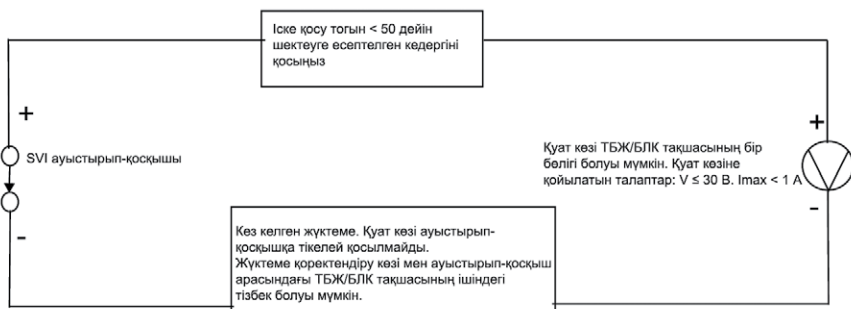 Іске қосу тогын < 50 дейін
шектеуге есептелген кедергіні
қосыңыз
+
+
SVI ауыстырып-қосқышы
Қуат көзі ТБЖ/БЛК тақшасының бір
бөлігі болуы мүмкін. Қуат көзіне
қойылатын талаптар: V ≤ 30 В. Imax < 1 A
-
-
Кез келген жүктеме. Қуат көзі ауыстырып-
қосқышқа тікелей қосылмайды.
Жүктеме қоректендіру көзі мен ауыстырып-қосқыш
арасындағы ТБЖ/БЛК тақшасының ішіндегі
тізбек болуы мүмкін.